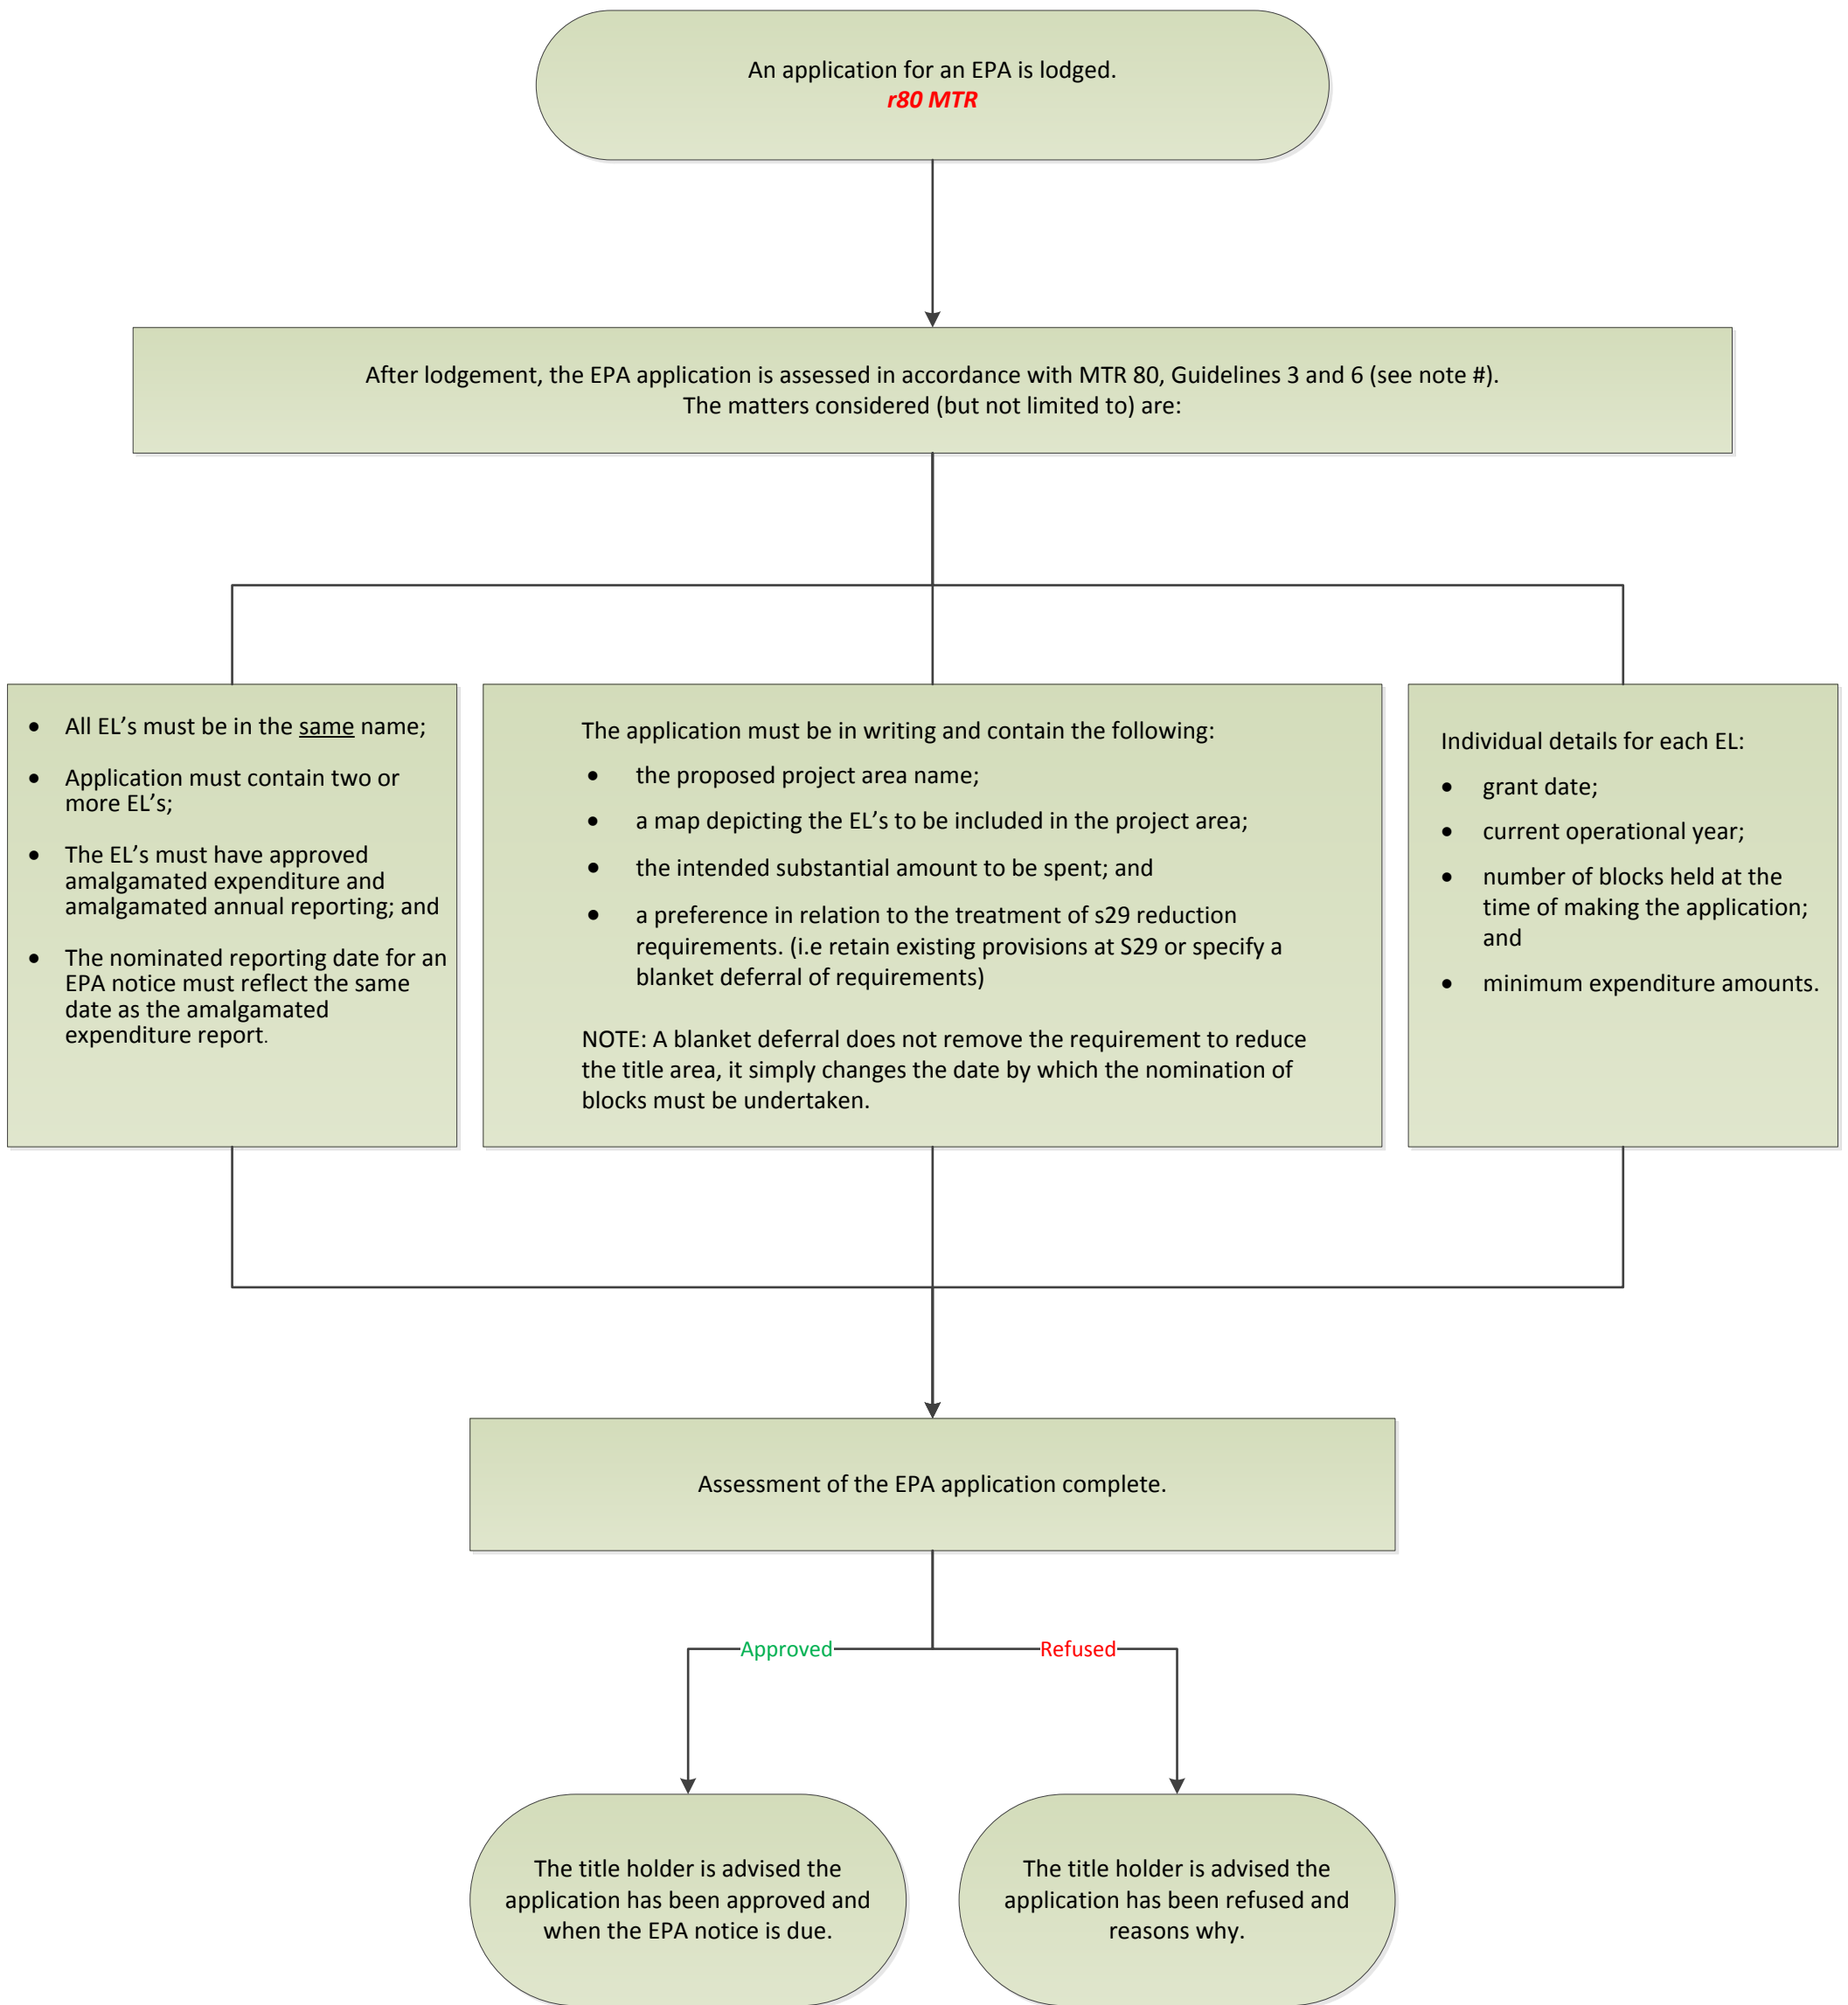 An application for an EPA is lodged.
r80 MTR
After lodgement, the EPA application is assessed in accordance with MTR 80, Guidelines 3 and 6 (see note #).
The matters considered (but not limited to) are:
• All EL’s must be in the same name;
• Application must contain two or
more EL’s;
• The EL’s must have approved
amalgamated expenditure and
amalgamated annual reporting; and
• The nominated reporting date for an
EPA notice must reflect the same
date as the amalgamated
expenditure report.
The application must be in writing and contain the following:
• the proposed project area name;
• a map depicting the EL’s to be included in the project area;
• the intended substantial amount to be spent; and
• a preference in relation to the treatment of s29 reduction
requirements. (i.e retain existing provisions at S29 or specify a
blanket deferral of requirements)
NOTE: A blanket deferral does not remove the requirement to reduce
the title area, it simply changes the date by which the nomination of
blocks must be undertaken.
Individual details for each EL:
• grant date;
• current operational year;
• number of blocks held at the
time of making the application;
and
• minimum expenditure amounts.
Assessment of the EPA application complete.
Approved
Refused
The title holder is advised the
application has been approved and
when the EPA notice is due.
The title holder is advised the
application has been refused and
reasons why.